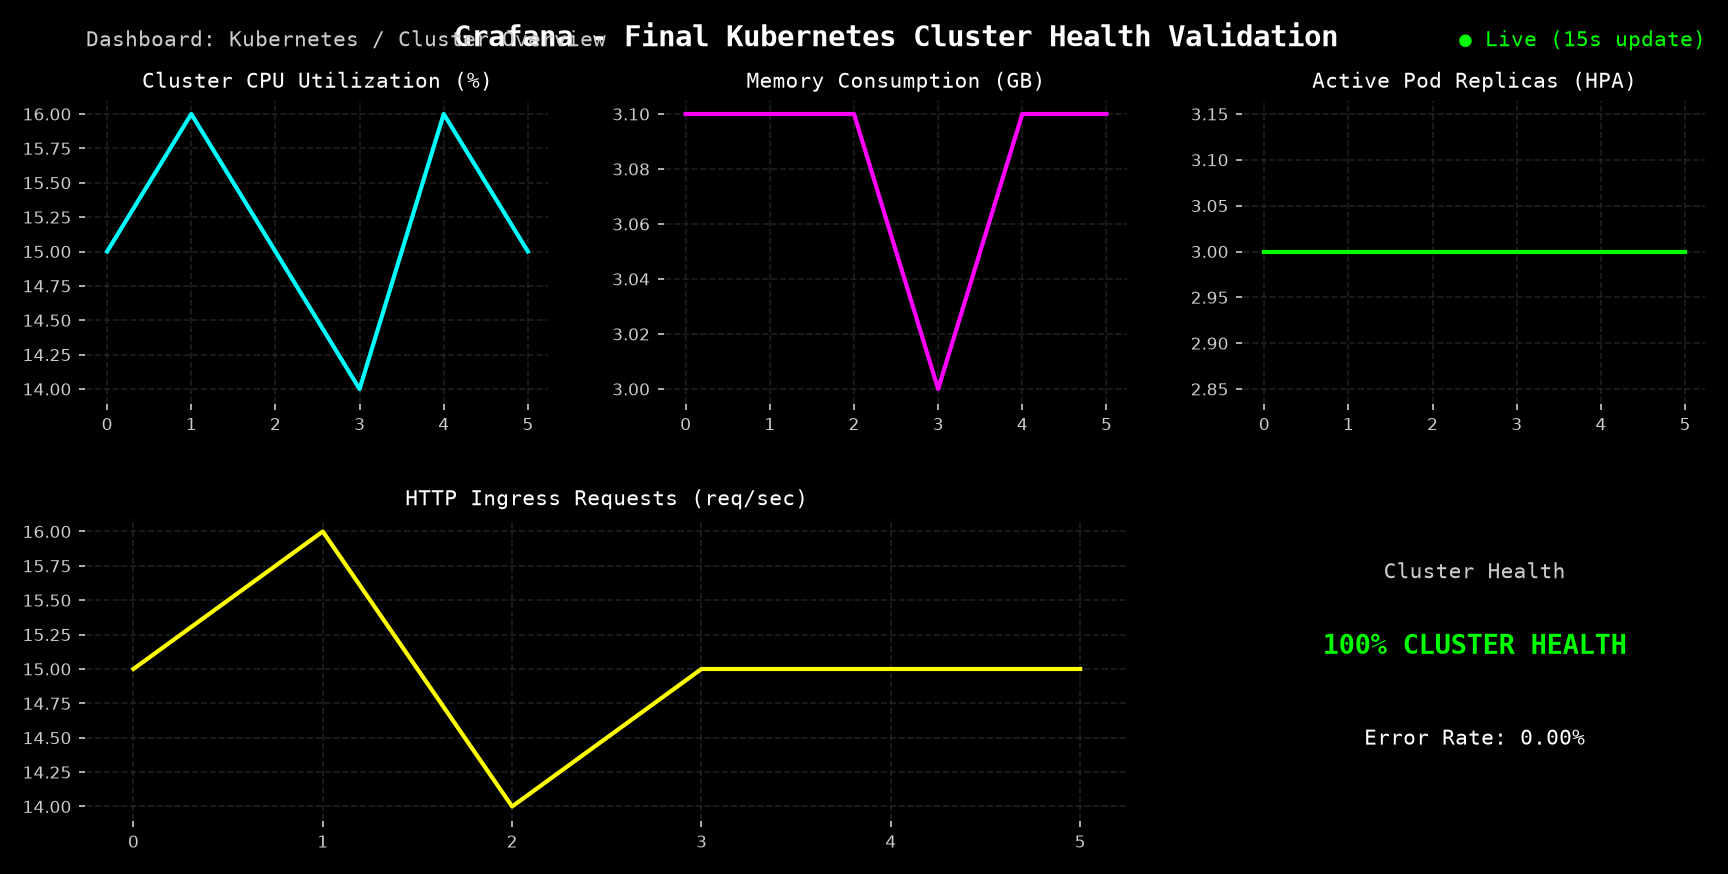 Dashboard: Kubernetes / Cluster Overview
Grafana - Final Kubernetes Cluster Health Validation
● Live (15s update)
Cluster CPU Utilization (%)
16.00
15.75
15.50
15.25
15.00
14.75
14.50
14.25
14.00
0 1 2 3 4 5
Memory Consumption (GB)
3.10
3.08
3.06
3.04
3.02
3.00
0 1 2 3 4 5
Active Pod Replicas (HPA)
3.15
3.10
3.05
3.00
2.95
2.90
2.85
0 1 2 3 4 5
HTTP Ingress Requests (req/sec)
16.00
15.75
15.50
15.25
15.00
14.75
14.50
14.25
14.00
0 1 2 3 4 5
Cluster Health
100% CLUSTER HEALTH
Error Rate: 0.00%